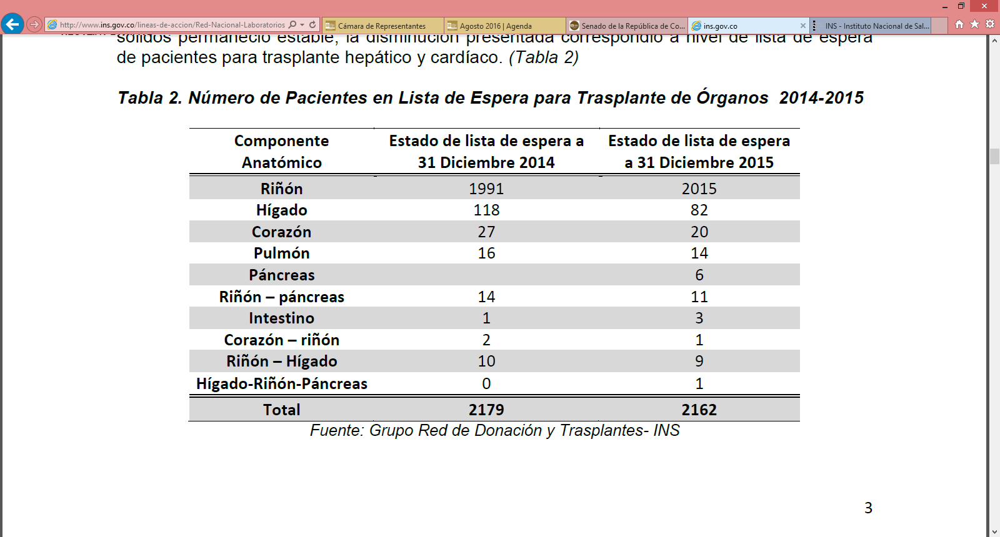 http://www.ins.gov.co/lineas-de-accion/Red-Nacional-Laboratorios
Cámara de Representantes
Agosto 2016 | Agenda
Senado de la República de Co...
ins.gov.co
INS - Instituto Nacional de Sal...
sólidos permaneció estable, la disminución presentada correspondió a nivel de lista de espera
de pacientes para trasplante hepático y cardíaco. (Tabla 2)
Tabla 2. Número de Pacientes en Lista de Espera para Trasplante de Órganos 2014-2015
Componente Anatómico
Estado de lista de espera a 31 Diciembre 2014
Estado de lista de espera a 31 Diciembre 2015
Riñón 1991 2015
Hígado 118 82
Corazón 27 20
Pulmón 16 14
Páncreas 6
Riñón – páncreas 14 11
Intestino 1 3
Corazón – riñón 2 1
Riñón – Hígado 10 9
Hígado-Riñón-Páncreas 0 1
Total 2179 2162
Fuente: Grupo Red de Donación y Trasplantes- INS
3